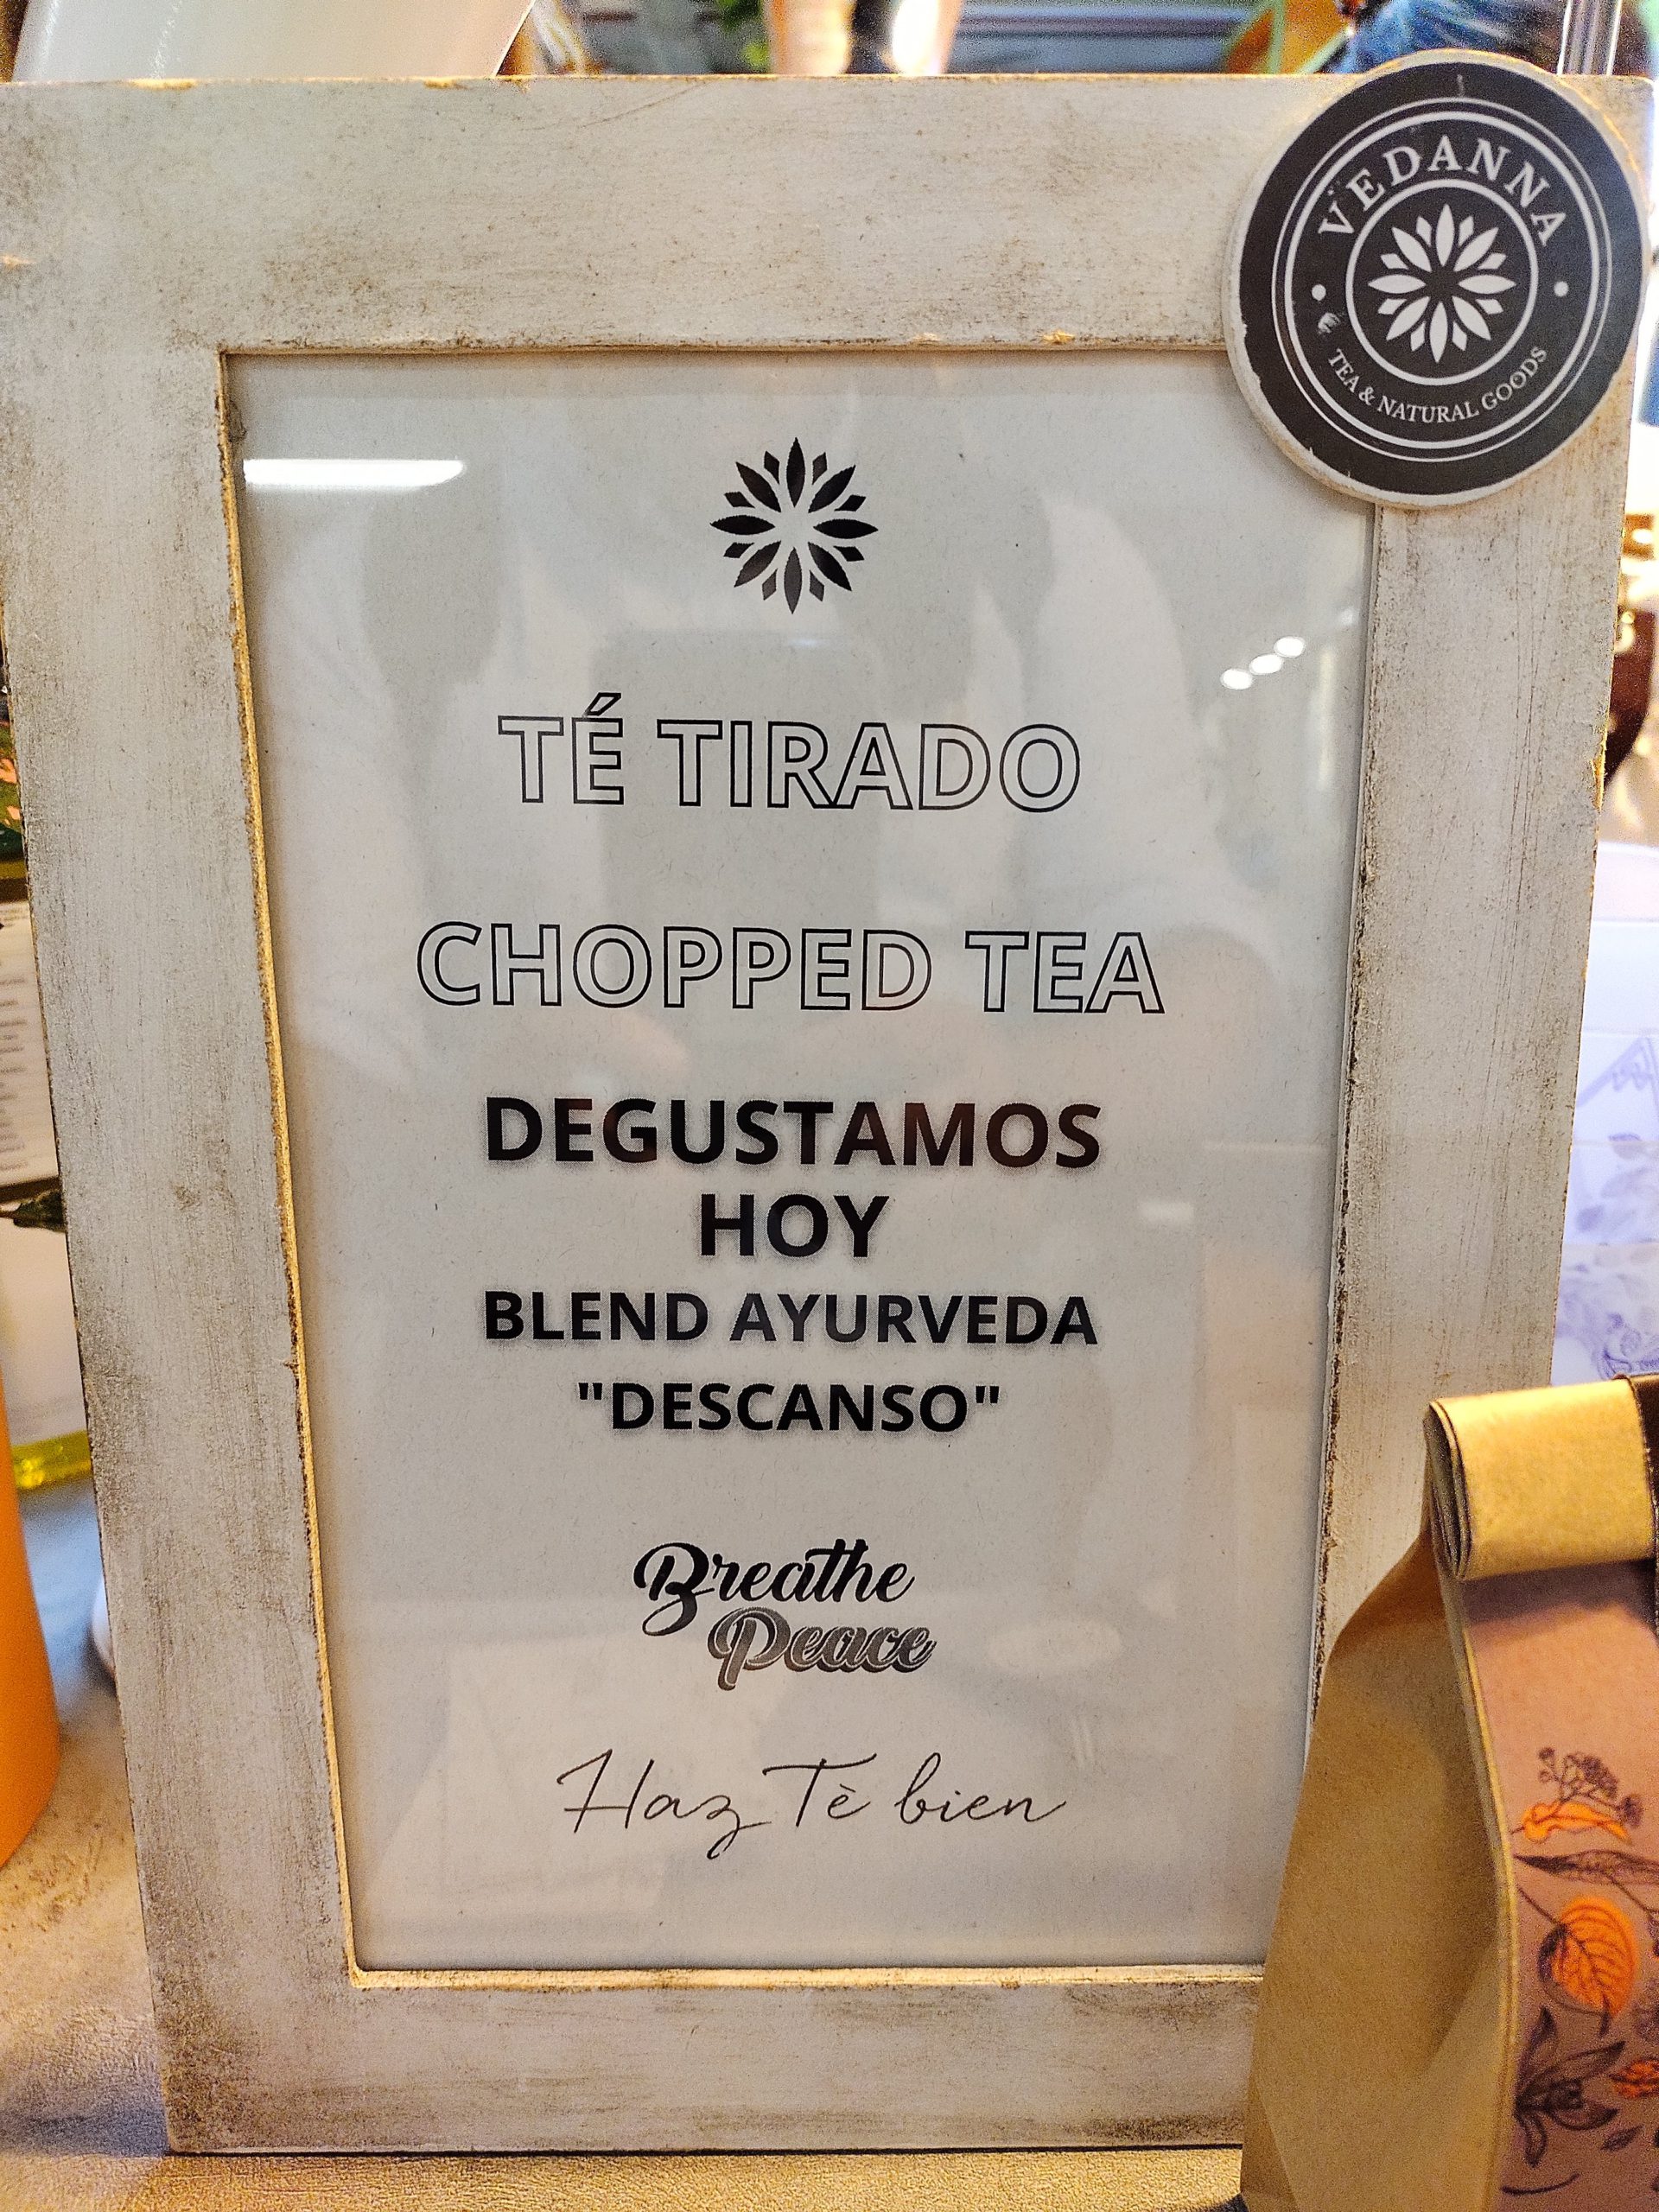 VEDANNA
TEA & NATURAL GOODS
TÉ TIRADO
CHOPPED TEA
DEGUSTAMOS
HOY
BLEND AYURVEDA
"DESCANSO"
Breathe
Peace
Haz Tè bien